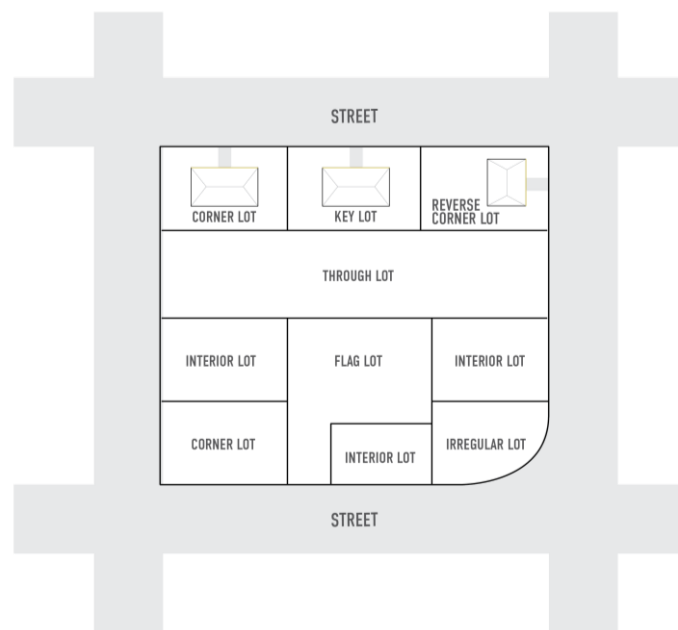 STREET
CORNER LOT
KEY LOT
REVERSE
CORNER LOT
THROUGH LOT
INTERIOR LOT
FLAG LOT
INTERIOR LOT
CORNER LOT
INTERIOR LOT
IRREGULAR LOT
STREET